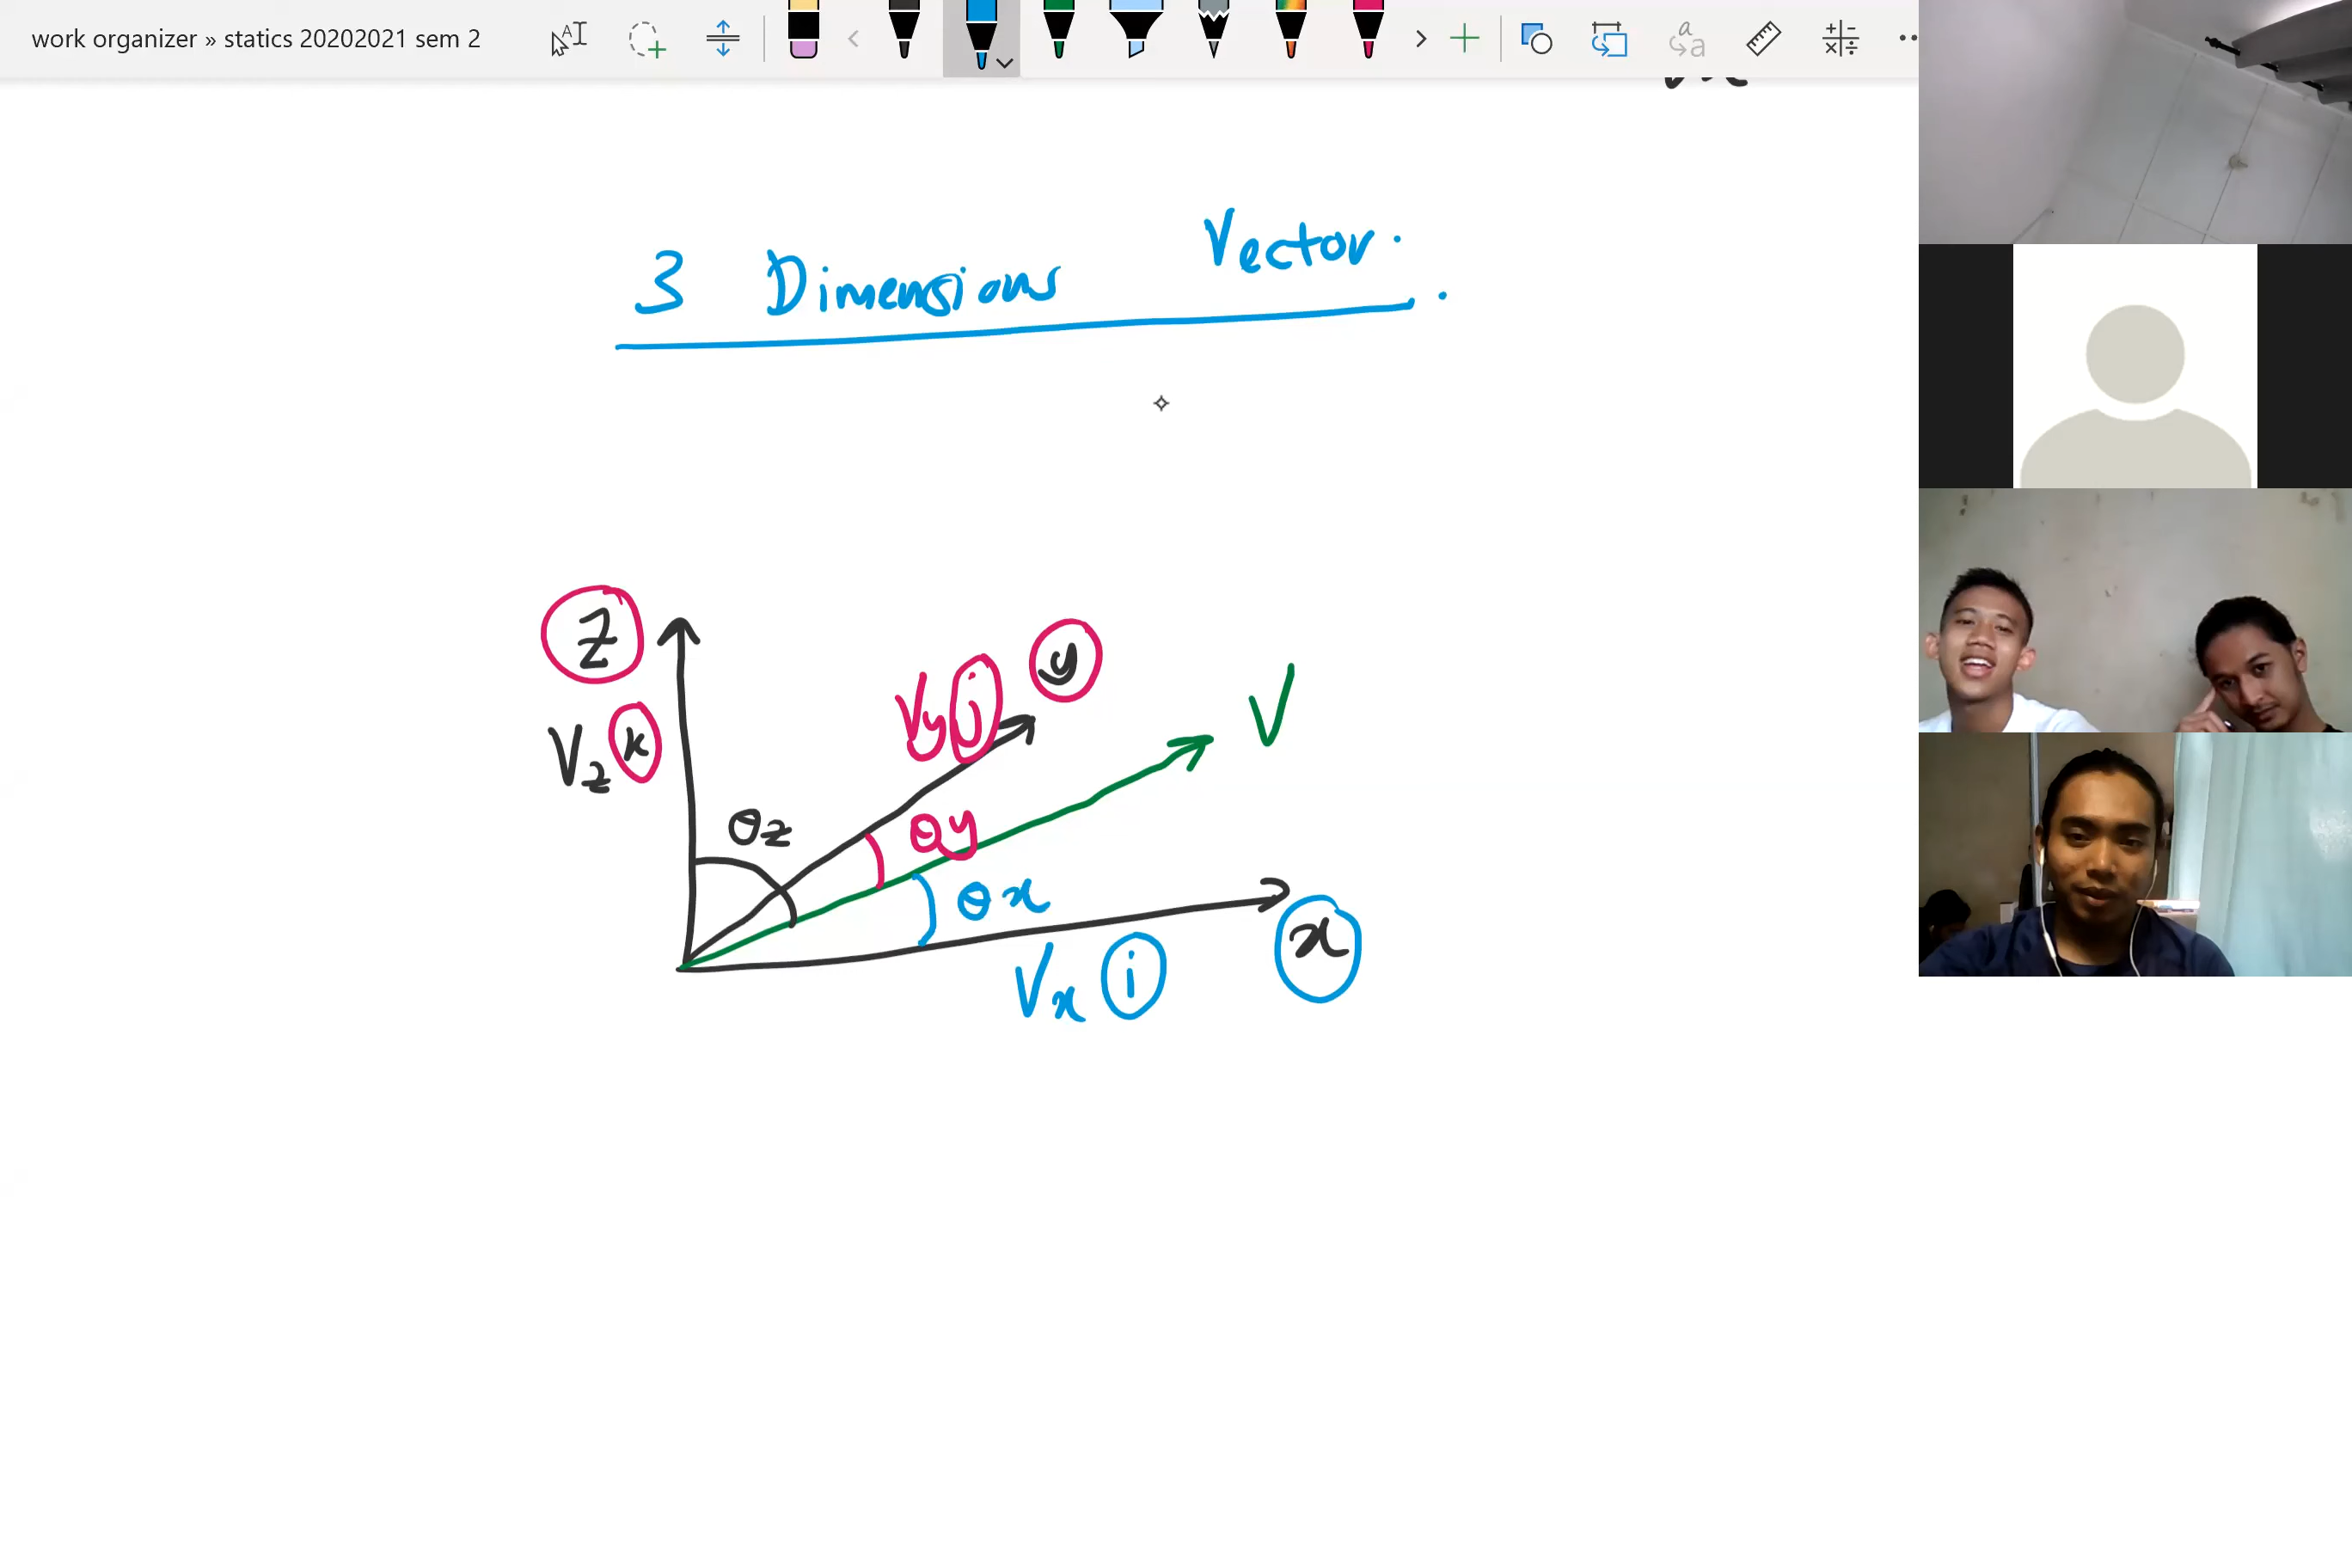 work organizer » statics 20202021 sem 2
3 Dimensions Vector.
z
y
Vy j
V
Vz k
θz
θy
θx
x
Vx i